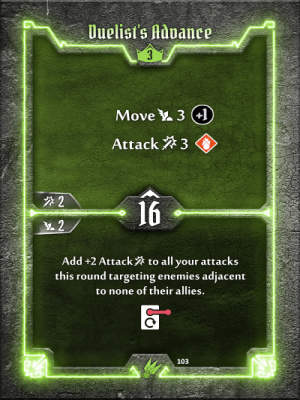 Duelist's Advance
3
Move 3 +1
Attack 3
2
16
2
Add +2 Attack to all your attacks
this round targeting enemies adjacent
to none of their allies.
103